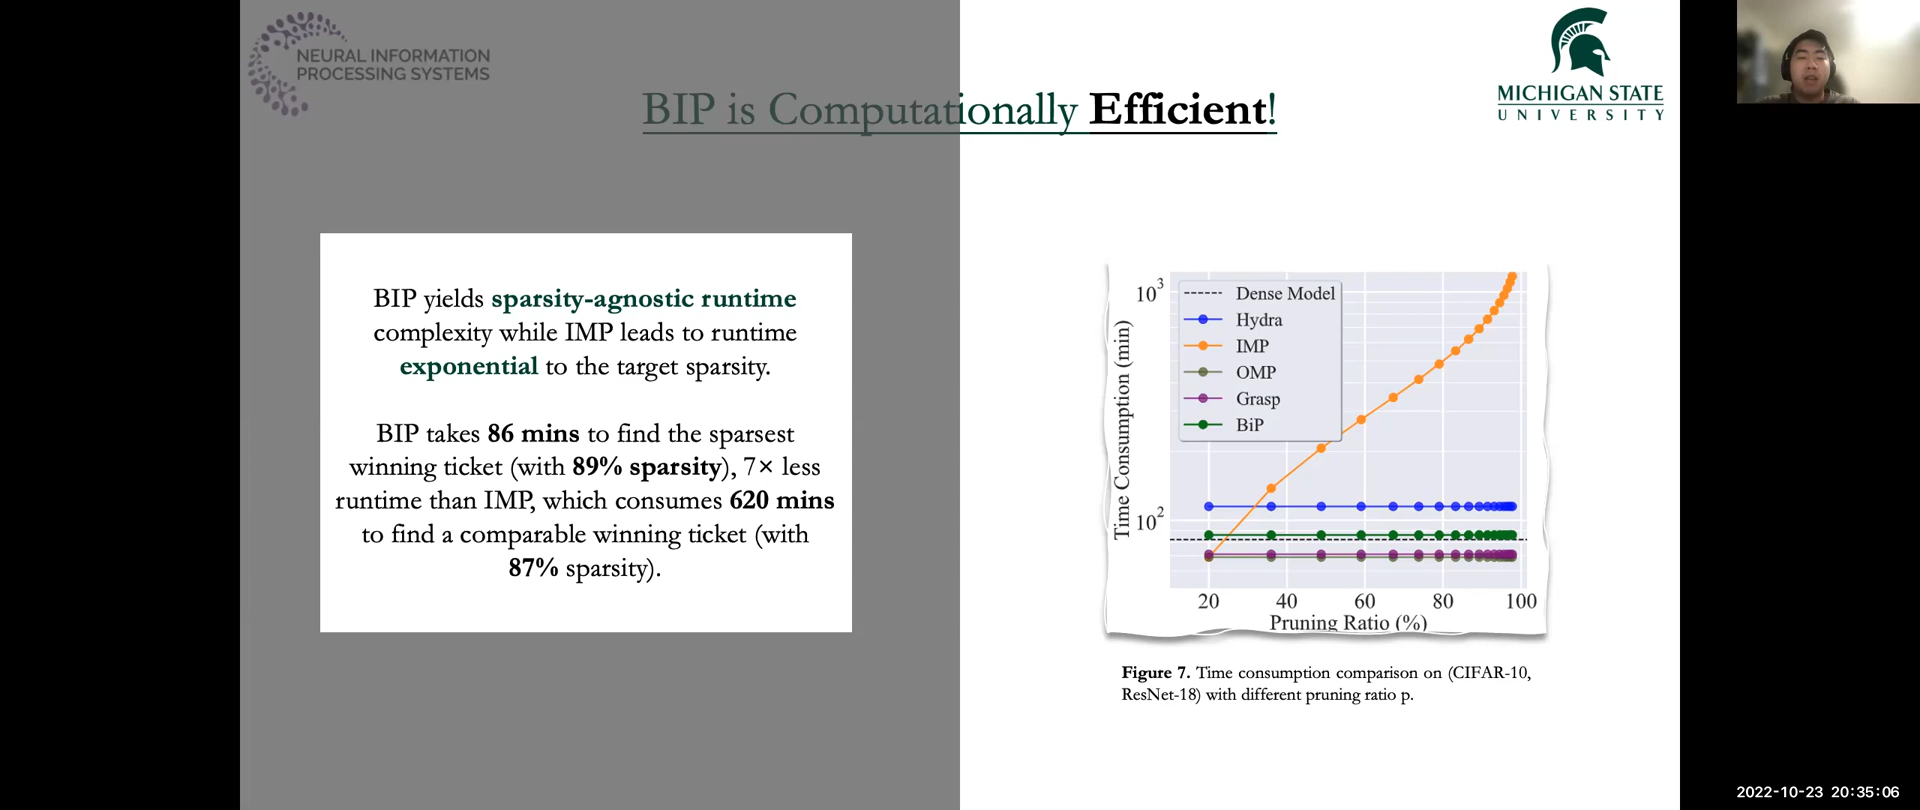 NEURAL INFORMATION
PROCESSING SYSTEMS
BIP is Computationally Efficient!
MICHIGAN STATE
UNIVERSITY
BIP yields sparsity-agnostic runtime
complexity while IMP leads to runtime
exponential to the target sparsity.
BIP takes 86 mins to find the sparsest
winning ticket (with 89% sparsity), 7× less
runtime than IMP, which consumes 620 mins
to find a comparable winning ticket (with
87% sparsity).
Time Consumption (min)
10³
10²
Dense Model
Hydra
IMP
OMP
Grasp
BiP
20 40 60 80 100
Pruning Ratio (%)
Figure 7. Time consumption comparison on (CIFAR-10,
ResNet-18) with different pruning ratio p.
2022-10-23 20:35:06